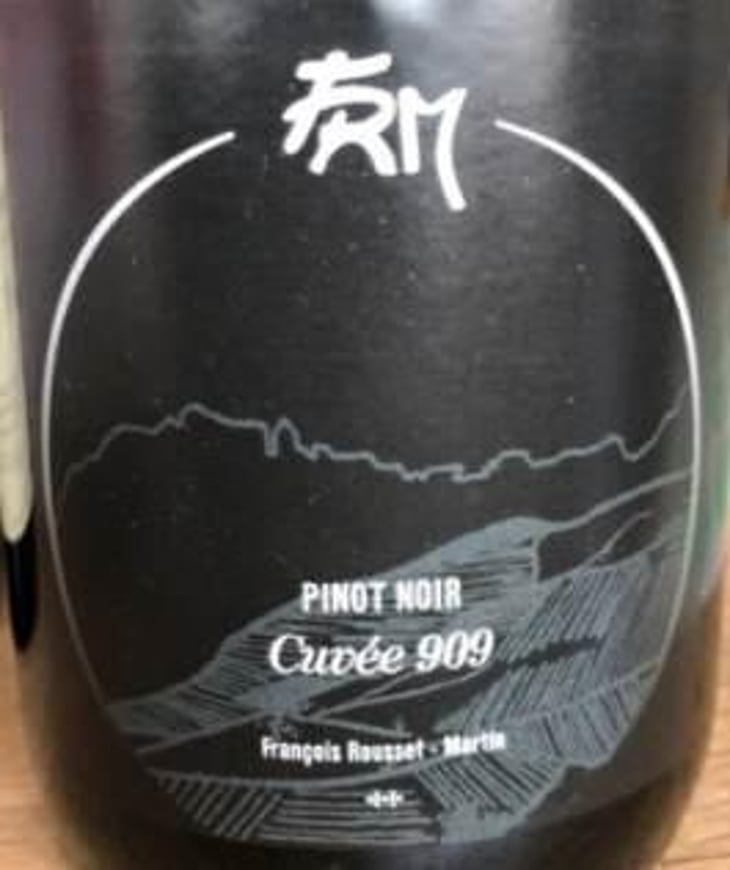 FRM
PINOT NOIR
Cuvée 909
François Rousset - Martin